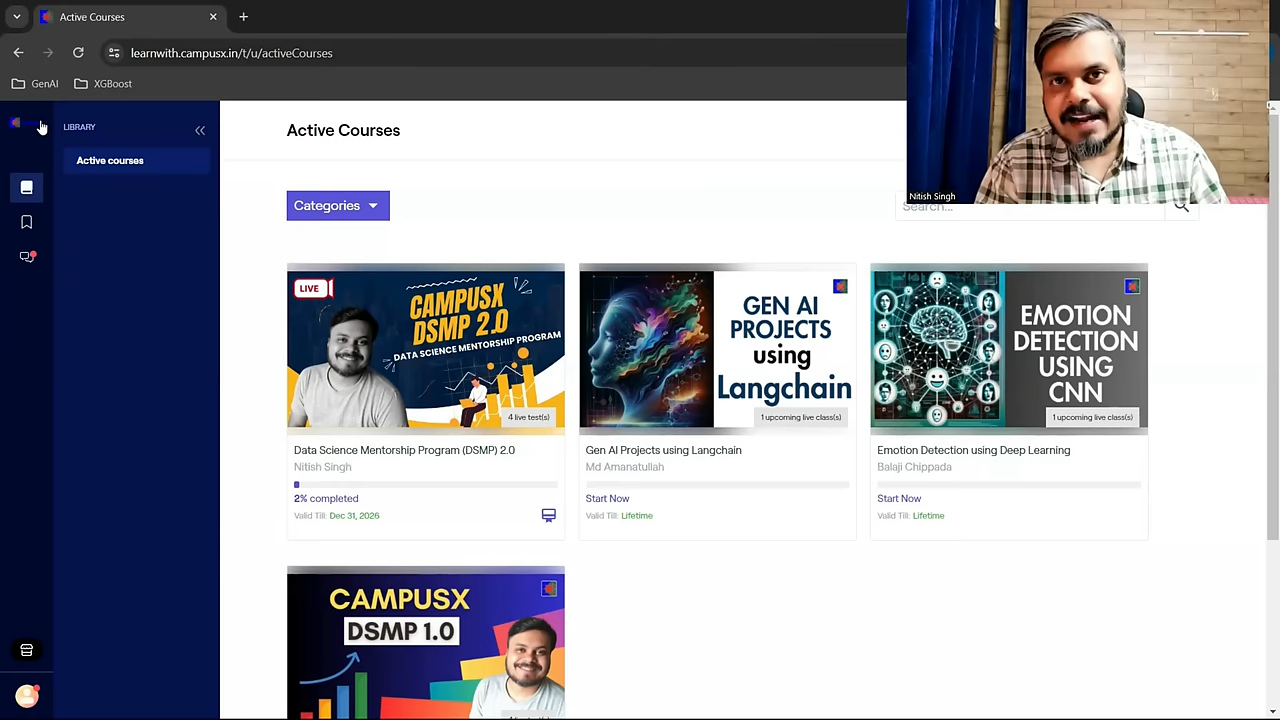 Active Courses
learnwith.campusx.in/t/u/activeCourses
GenAI
XGBoost
Nitish Singh
LIBRARY
Active courses
Active Courses
Categories
Search...
LIVE
CAMPUSX
DSMP 2.0
DATA SCIENCE MENTORSHIP PROGRAM
4 live test(s)
Data Science Mentorship Program (DSMP) 2.0
Nitish Singh
2% completed
Valid Till: Dec 31, 2026
GEN AI
PROJECTS
using
Langchain
1 upcoming live class(s)
Gen AI Projects using Langchain
Md Amanatullah
Start Now
Valid Till: Lifetime
EMOTION
DETECTION
USING
CNN
1 upcoming live class(s)
Emotion Detection using Deep Learning
Balaji Chippada
Start Now
Valid Till: Lifetime
CAMPUSX
DSMP 1.0